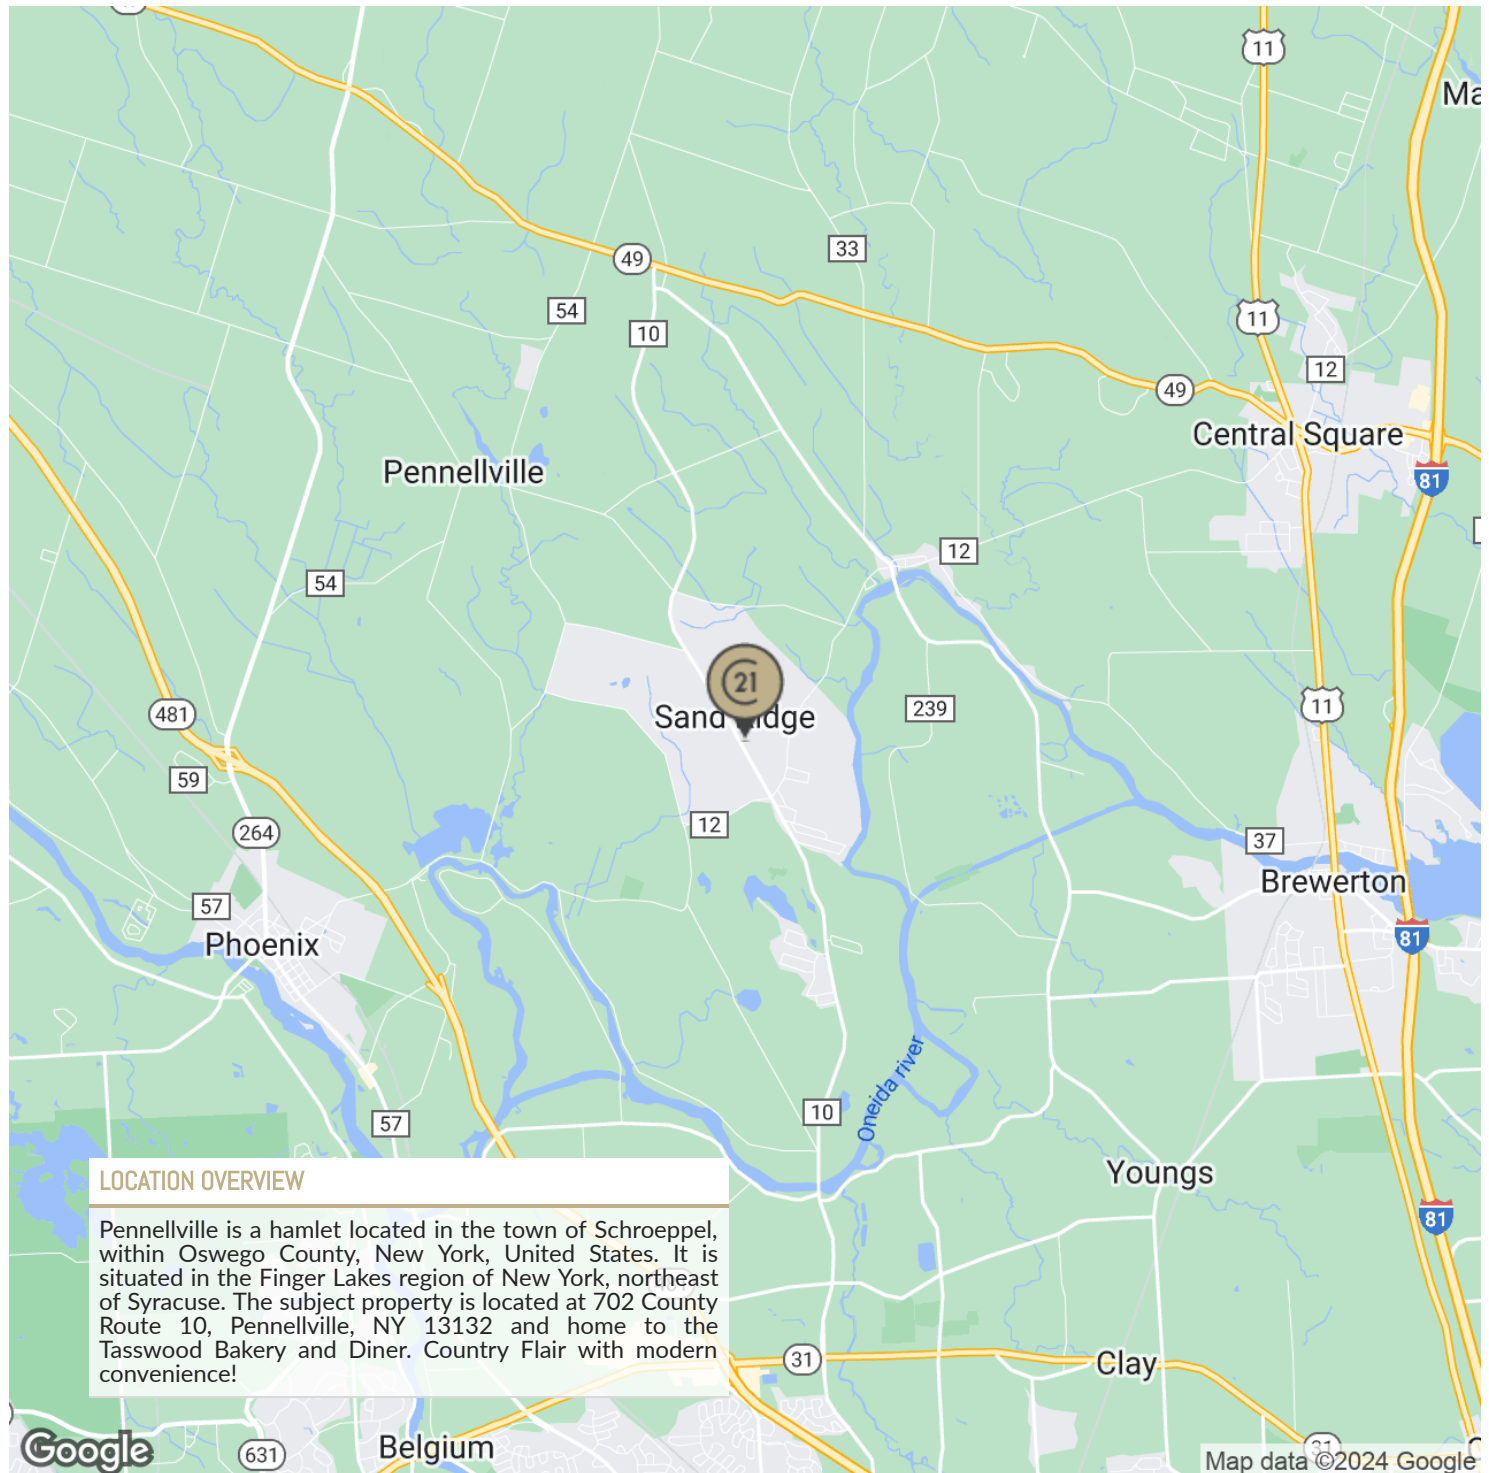 11
Ma
49
33
54
10
11
12
49
Central Square
Pennellville
81
12
54
21
Sand Ridge
239
11
481
59
12
264
37
Brewerton
57
Phoenix
81
Oneida river
10
57
Youngs
81
LOCATION OVERVIEW
Pennellville is a hamlet located in the town of Schroeppel,
within Oswego County, New York, United States. It is
situated in the Finger Lakes region of New York, northeast
of Syracuse. The subject property is located at 702 County
Route 10, Pennellville, NY 13132 and home to the
Tasswood Bakery and Diner. Country Flair with modern
convenience!
481
31
Clay
31
Belgium
631
Google
Map data ©2024 Google